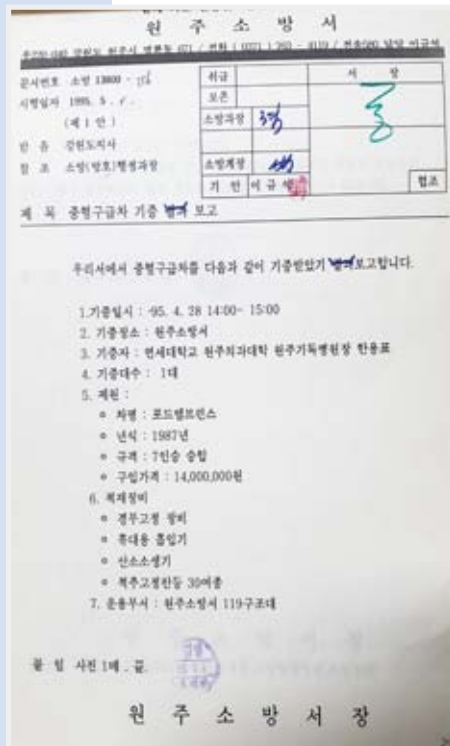 원 주 소 방 서
문서번호 소방 13800 -
시행일자 1995. 5.
(제 1 안)
받 음 강원도지사
참 조 소방(방호)행정과장
취급
보존
소방과장
소방계장
기 안 이 규
서 장
협조
제 목 중형구급차 기증 보고
우리서에서 중형구급차를 다음과 같이 기증받았기 보고합니다.
1.기증일시 : 95. 4. 28 14:00- 15:00
2. 기증장소 : 원주소방서
3. 기증자 : 연세대학교 원주의과대학 원주기독병원장 한용표
4. 기증대수 : 1대
5. 제원 :
∘ 차명 : 포드템프런스
∘ 년식 : 1987년
∘ 규격 : 7인승 승합
∘ 구입가격 : 14,000,000원
6. 적재장비
∘ 경부고정 장비
∘ 휴대용 흡입기
∘ 산소소생기
∘ 척추고정판등 30여종
7. 운용부서 : 원주소방서 119구조대
붙 임 사진 1매 . 끝.
원 주 소 방 서 장